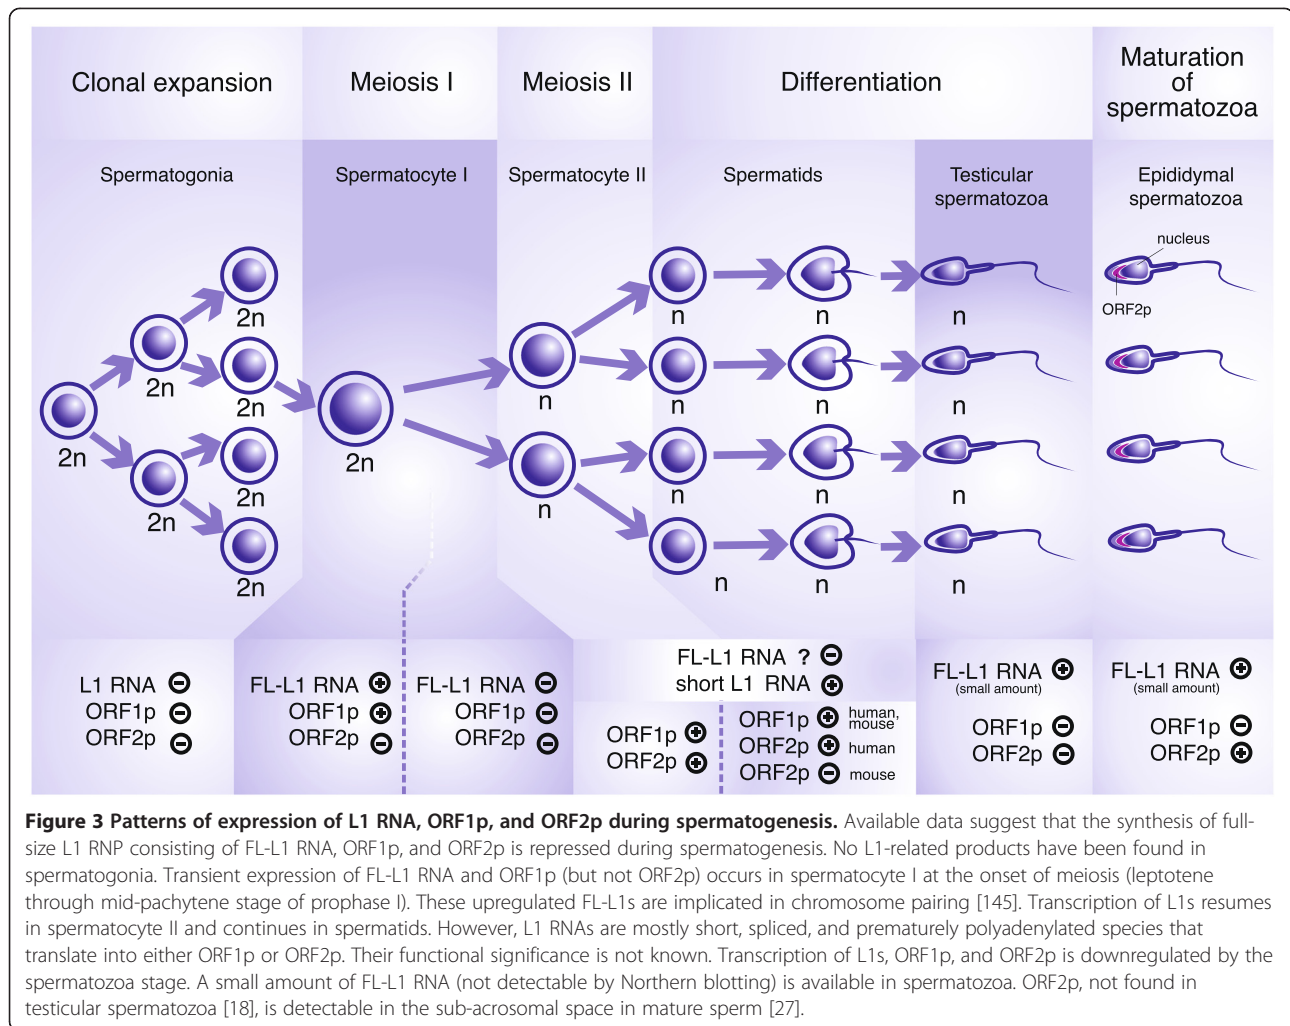 Clonal expansion
Meiosis I
Meiosis II
Differentiation
Maturation
of
spermatozoa
Spermatogonia
Spermatocyte I
Spermatocyte II
Spermatids
Testicular
spermatozoa
Epididymal
spermatozoa
nucleus
ORF2p
2n
2n
2n
2n
2n
2n
2n
2n
n
n
n
n
n
n
n
n
n
n
n
n
n
n
L1 RNA ⊖
ORF1p ⊖
ORF2p ⊖
FL-L1 RNA ⊕
ORF1p ⊕
ORF2p ⊖
FL-L1 RNA ⊖
ORF1p ⊖
ORF2p ⊖
FL-L1 RNA ? ⊖
short L1 RNA ⊕
ORF1p ⊕
ORF2p ⊕
ORF1p ⊕ human, mouse
ORF2p ⊕ human
ORF2p ⊖ mouse
FL-L1 RNA ⊕
(small amount)
ORF1p ⊖
ORF2p ⊖
FL-L1 RNA ⊕
(small amount)
ORF1p ⊖
ORF2p ⊕
Figure 3 Patterns of expression of L1 RNA, ORF1p, and ORF2p during spermatogenesis. Available data suggest that the synthesis of full-
size L1 RNP consisting of FL-L1 RNA, ORF1p, and ORF2p is repressed during spermatogenesis. No L1-related products have been found in
spermatogonia. Transient expression of FL-L1 RNA and ORF1p (but not ORF2p) occurs in spermatocyte I at the onset of meiosis (leptotene
through mid-pachytene stage of prophase I). These upregulated FL-L1s are implicated in chromosome pairing [145]. Transcription of L1s resumes
in spermatocyte II and continues in spermatids. However, L1 RNAs are mostly short, spliced, and prematurely polyadenylated species that
translate into either ORF1p or ORF2p. Their functional significance is not known. Transcription of L1s, ORF1p, and ORF2p is downregulated by the
spermatozoa stage. A small amount of FL-L1 RNA (not detectable by Northern blotting) is available in spermatozoa. ORF2p, not found in
testicular spermatozoa [18], is detectable in the sub-acrosomal space in mature sperm [27].